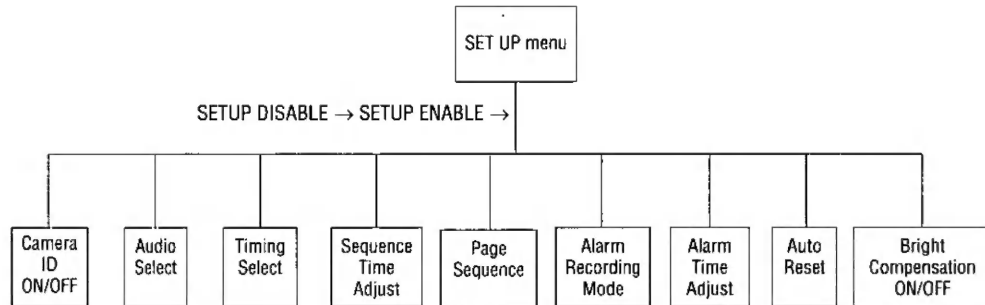 SET UP menu
SETUP DISABLE → SETUP ENABLE →
Camera
ID
ON/OFF
Audio
Select
Timing
Select
Sequence
Time
Adjust
Page
Sequence
Alarm
Recording
Mode
Alarm
Time
Adjust
Auto
Reset
Bright
Compensation
ON/OFF